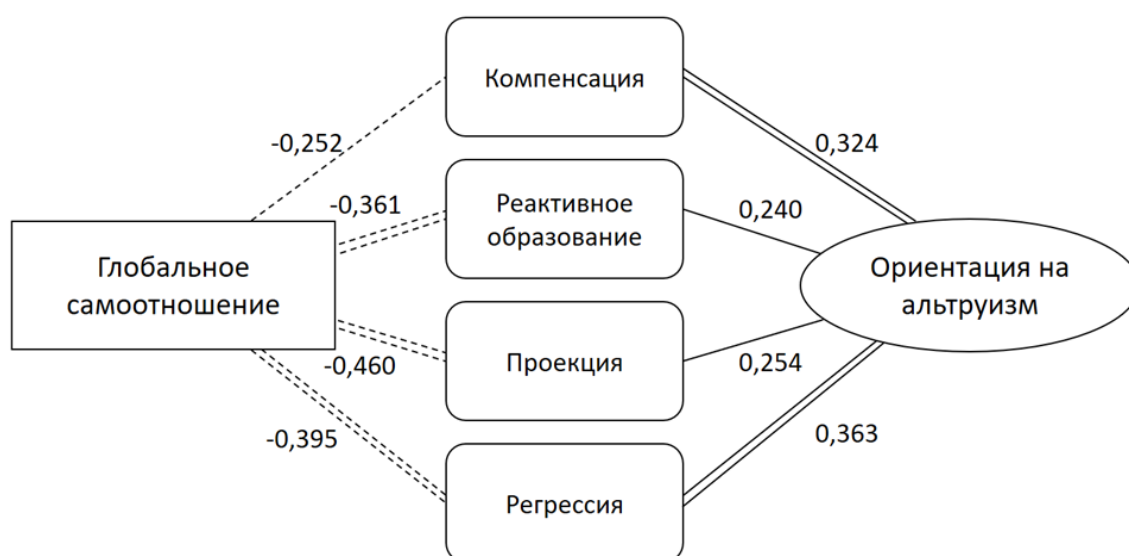 Компенсация
-0,252
0,324
-0,361
Реактивное
образование
0,240
Глобальное
самоотношение
Ориентация на
альтруизм
-0,460
Проекция
0,254
-0,395
0,363
Регрессия